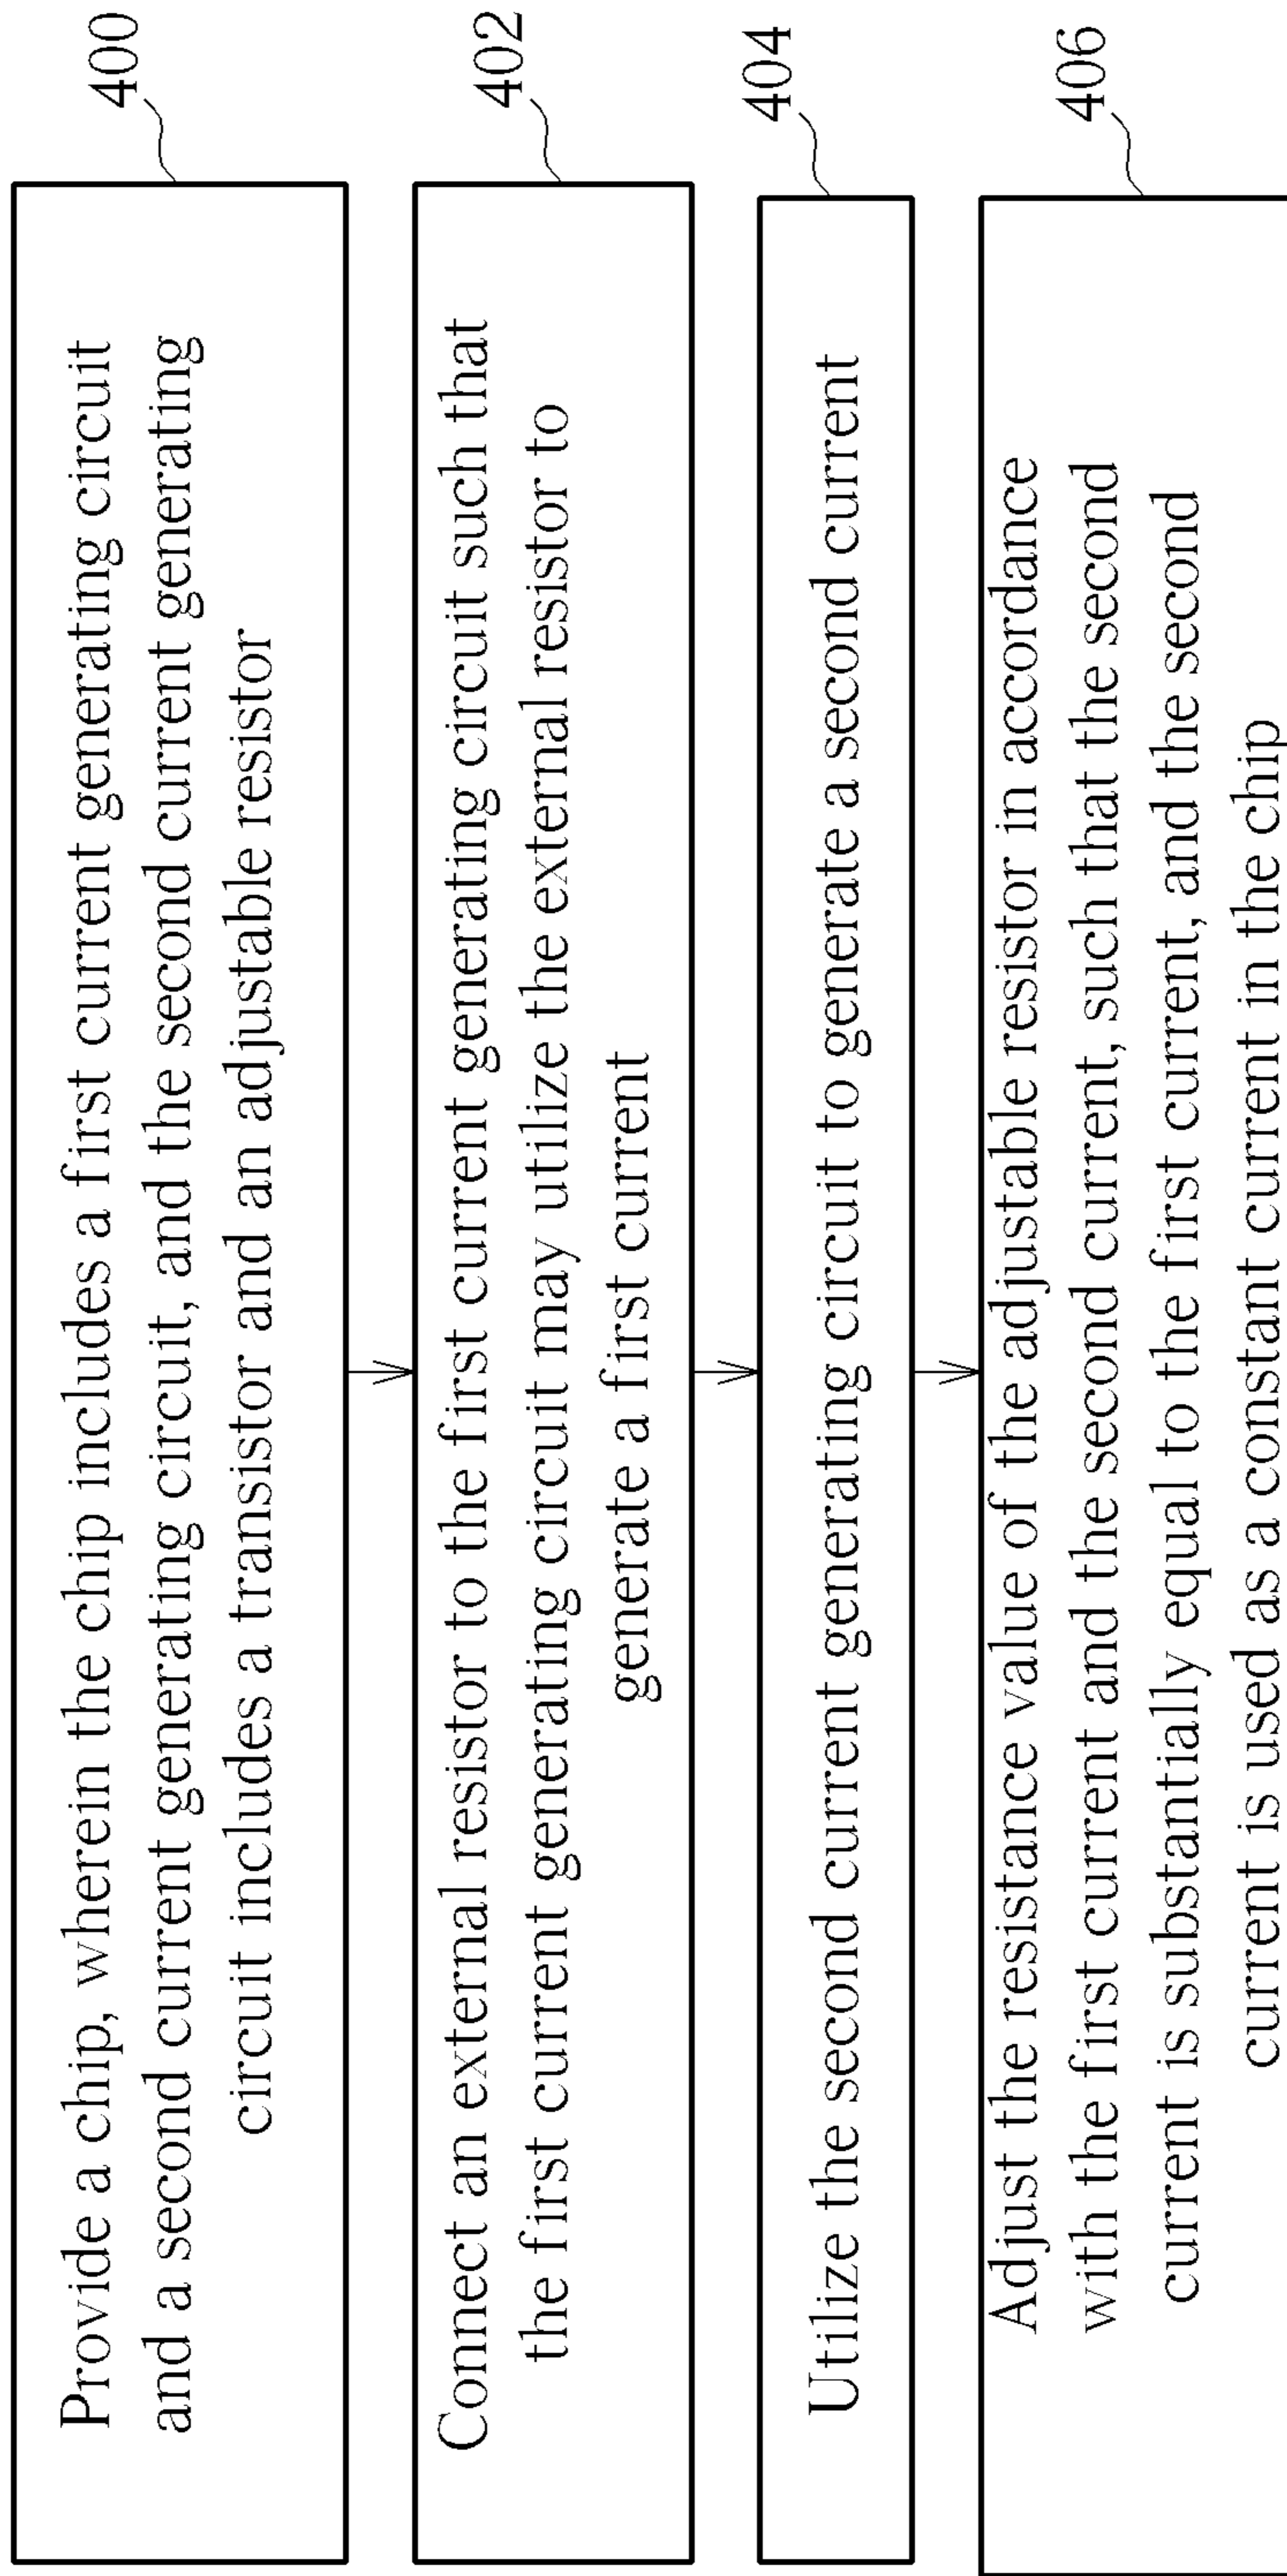 Provide a chip, wherein the chip includes a first current generating circuit
and a second current generating circuit, and the second current generating
circuit includes a transistor and an adjustable resistor
400
Connect an external resistor to the first current generating circuit such that
the first current generating circuit may utilize the external resistor to
generate a first current
402
Utilize the second current generating circuit to generate a second current
404
Adjust the resistance value of the adjustable resistor in accordance
with the first current and the second current, such that the second
current is substantially equal to the first current, and the second
current is used as a constant current in the chip
406